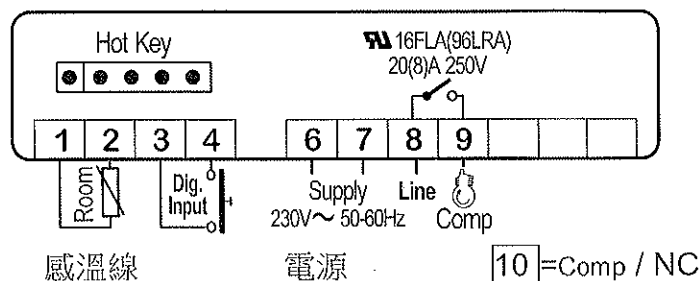 Hot Key
16FLA(96LRA)
20(8)A 250V
1 2 3 4 6 7 8 9
Room
Dig.
Input
Supply
230V～ 50-60Hz
Line
Comp
感溫線
電源
10=Comp / NC